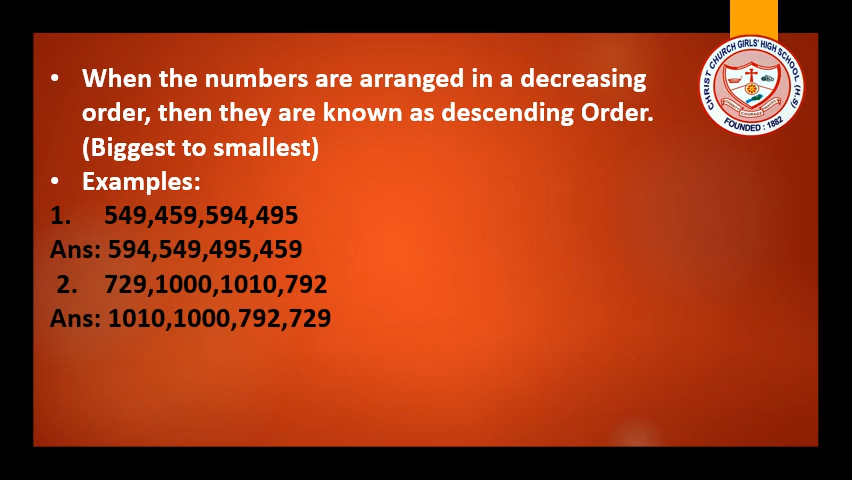 • When the numbers are arranged in a decreasing
order, then they are known as descending Order.
(Biggest to smallest)
• Examples:
1. 549,459,594,495
Ans: 594,549,495,459
2. 729,1000,1010,792
Ans: 1010,1000,792,729
CHRIST CHURCH GIRLS' HIGH SCHOOL (H.S)
FOUNDED : 1882